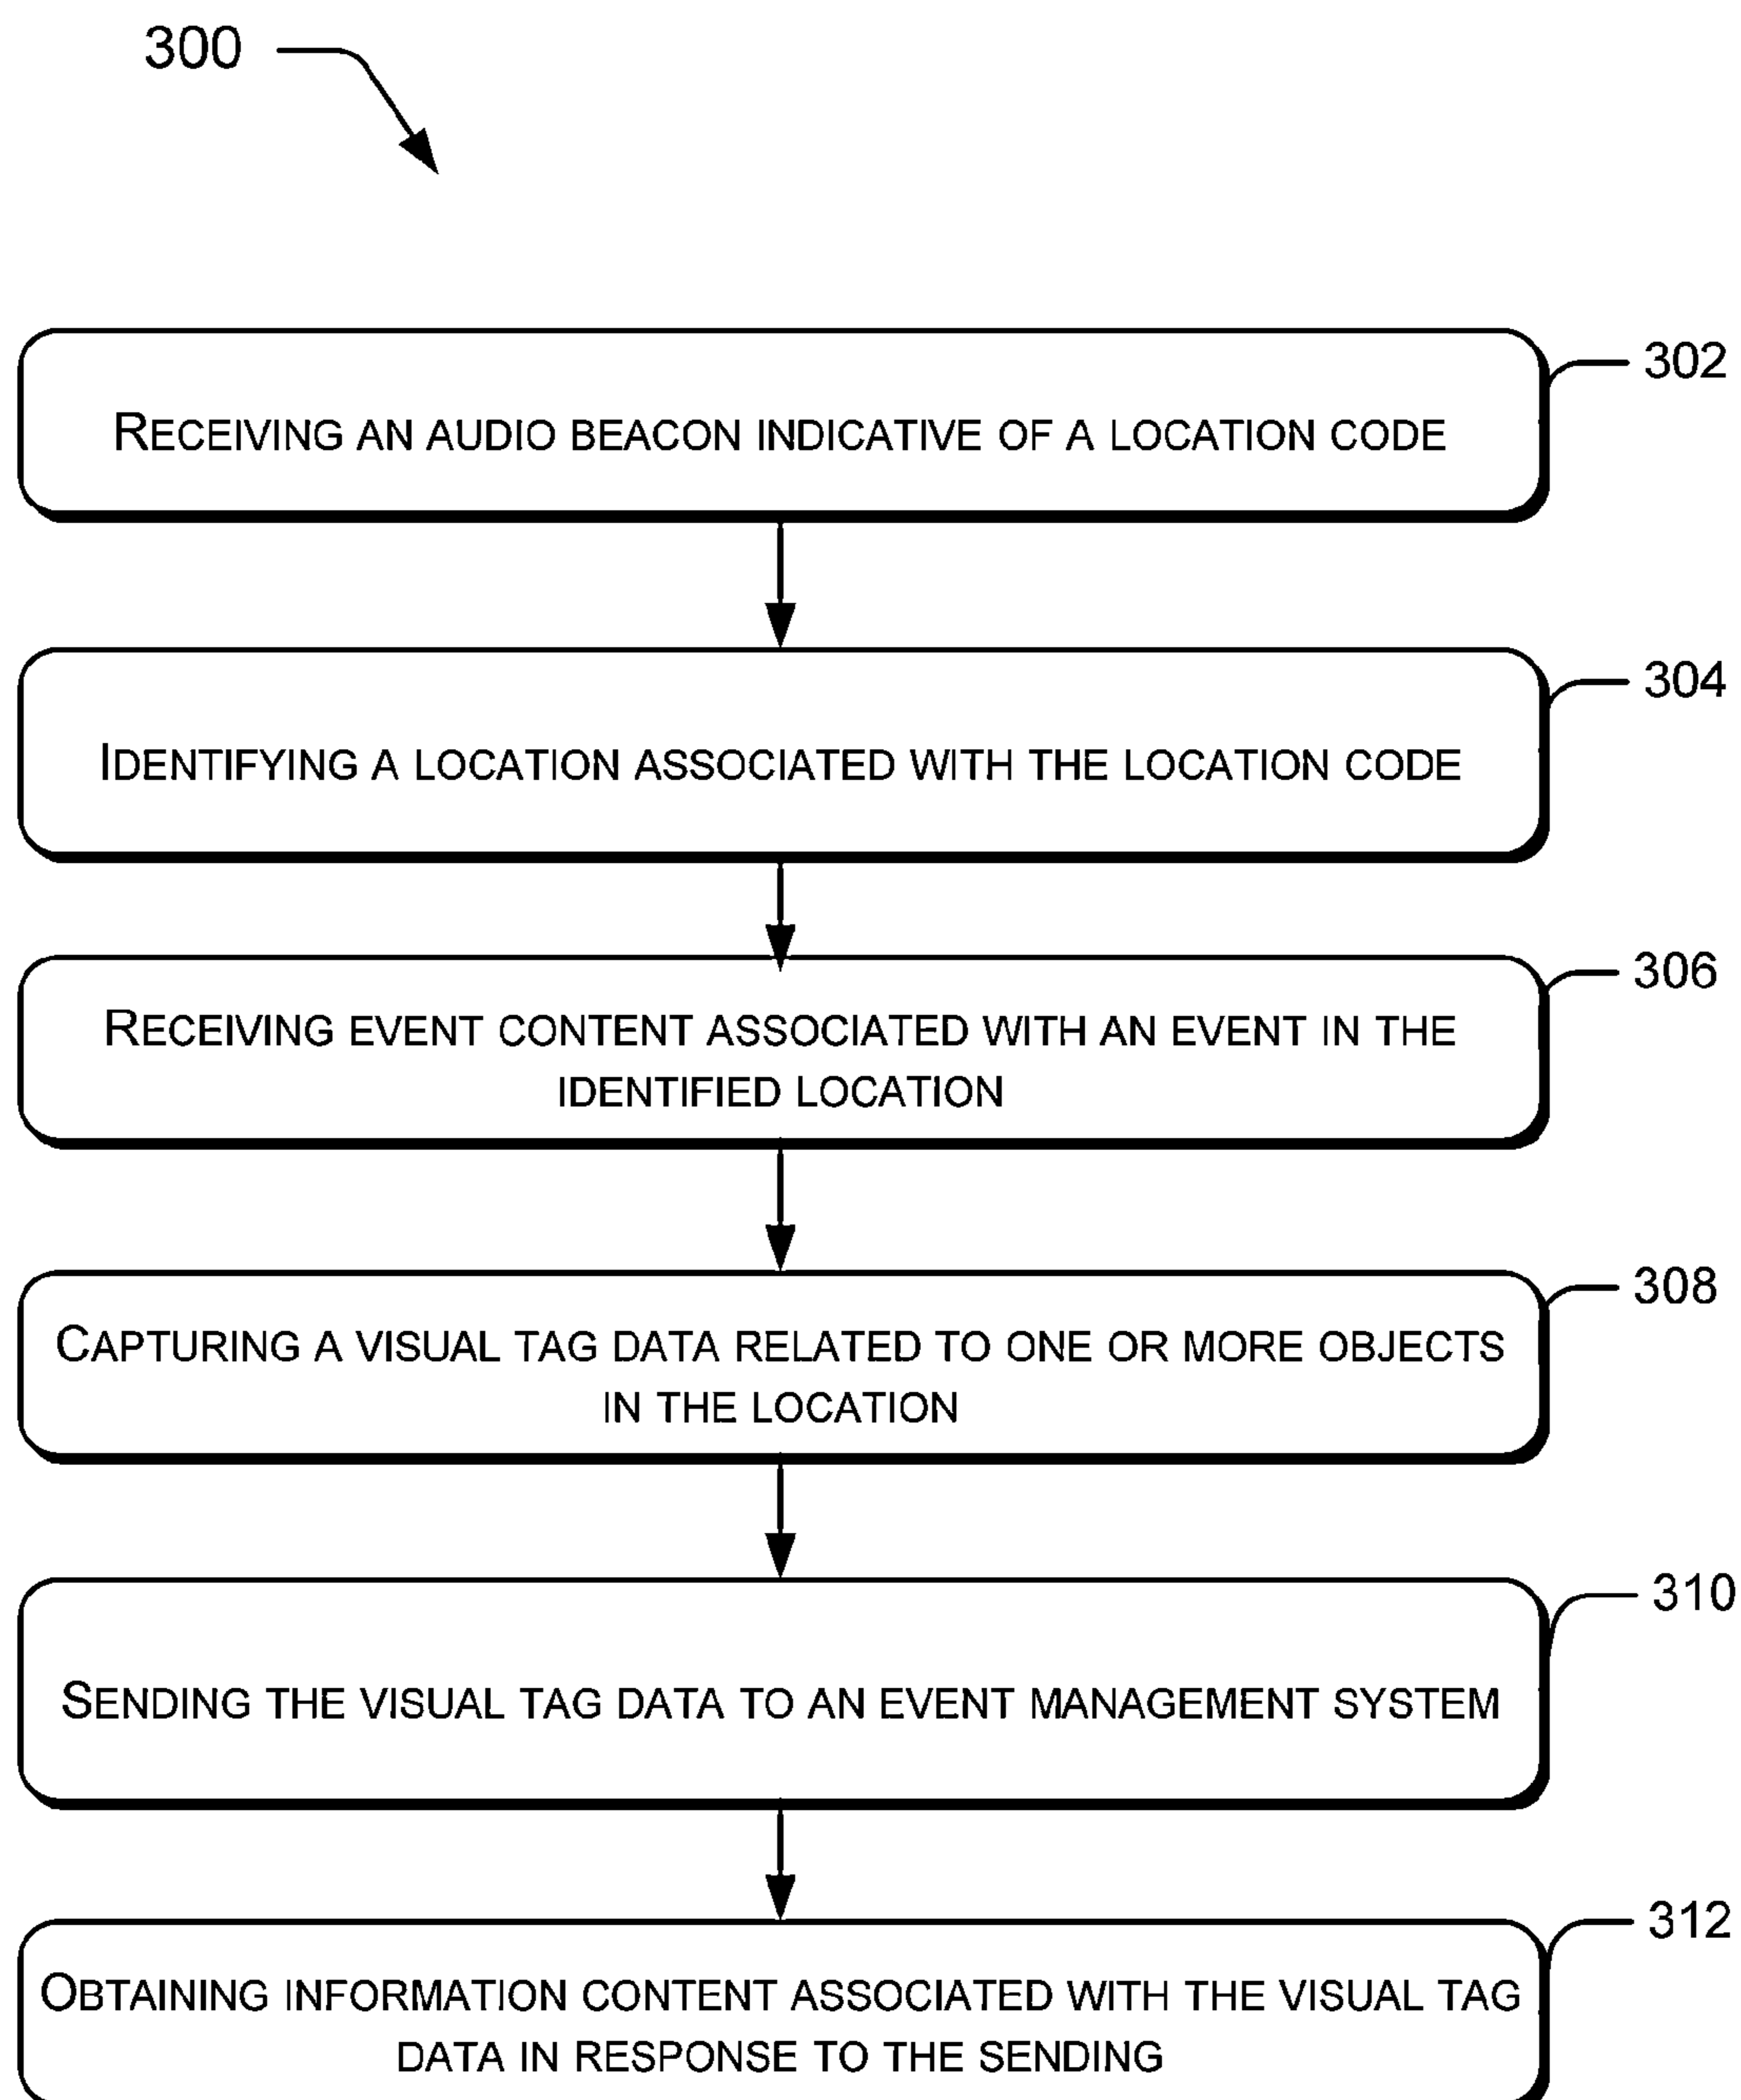 300
302
RECEIVING AN AUDIO BEACON INDICATIVE OF A LOCATION CODE
304
IDENTIFYING A LOCATION ASSOCIATED WITH THE LOCATION CODE
306
RECEIVING EVENT CONTENT ASSOCIATED WITH AN EVENT IN THE
IDENTIFIED LOCATION
308
CAPTURING A VISUAL TAG DATA RELATED TO ONE OR MORE OBJECTS
IN THE LOCATION
310
SENDING THE VISUAL TAG DATA TO AN EVENT MANAGEMENT SYSTEM
312
OBTAINING INFORMATION CONTENT ASSOCIATED WITH THE VISUAL TAG
DATA IN RESPONSE TO THE SENDING